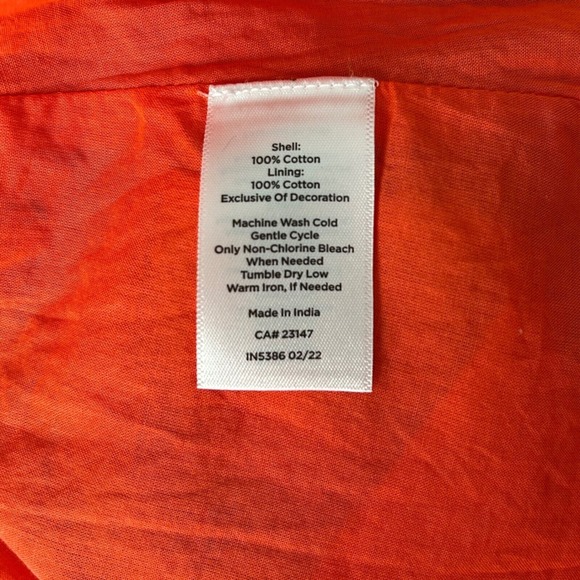 Shell:
100% Cotton
Lining:
100% Cotton
Exclusive Of Decoration
Machine Wash Cold
Gentle Cycle
Only Non-Chlorine Bleach
When Needed
Tumble Dry Low
Warm Iron, If Needed
Made In India
CA# 23147
IN5386 02/22